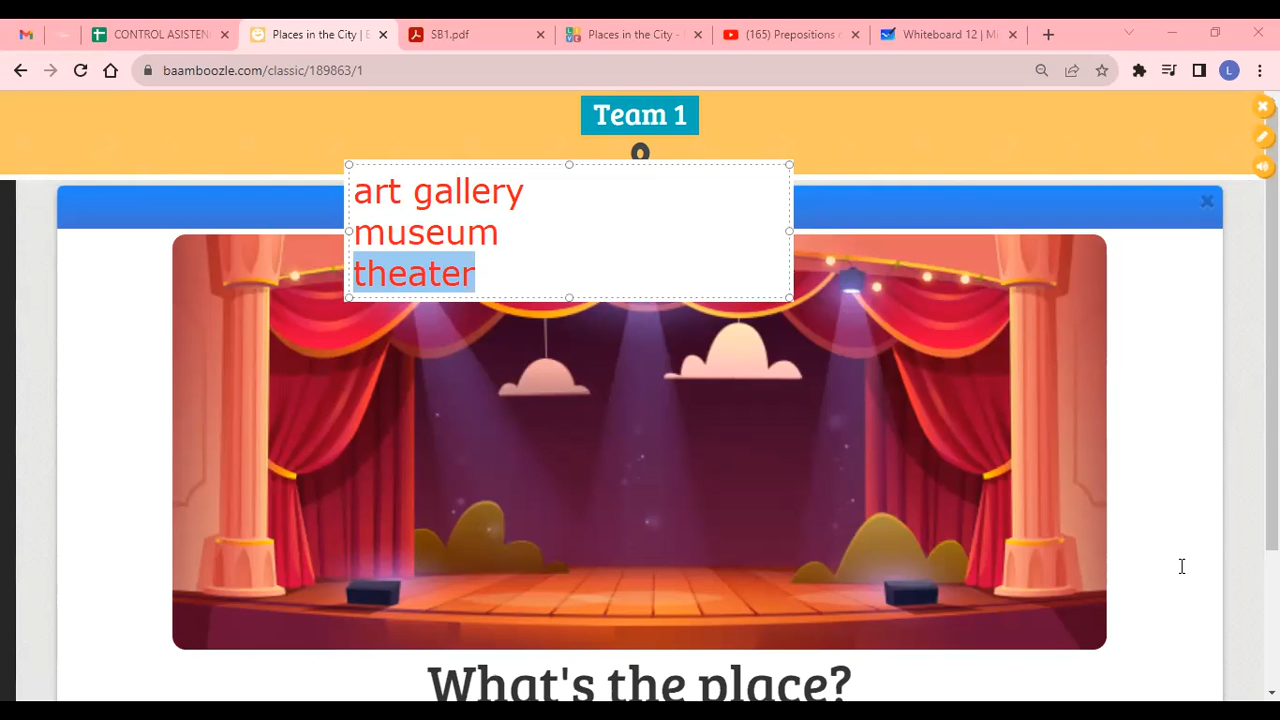 CONTROL ASISTEN
Places in the City | B
SB1.pdf
Places in the City -
(165) Prepositions o
Whiteboard 12 | Mi
baamboozle.com/classic/189863/1
L
Team 1
0
art gallery
museum
theater
What's the place?